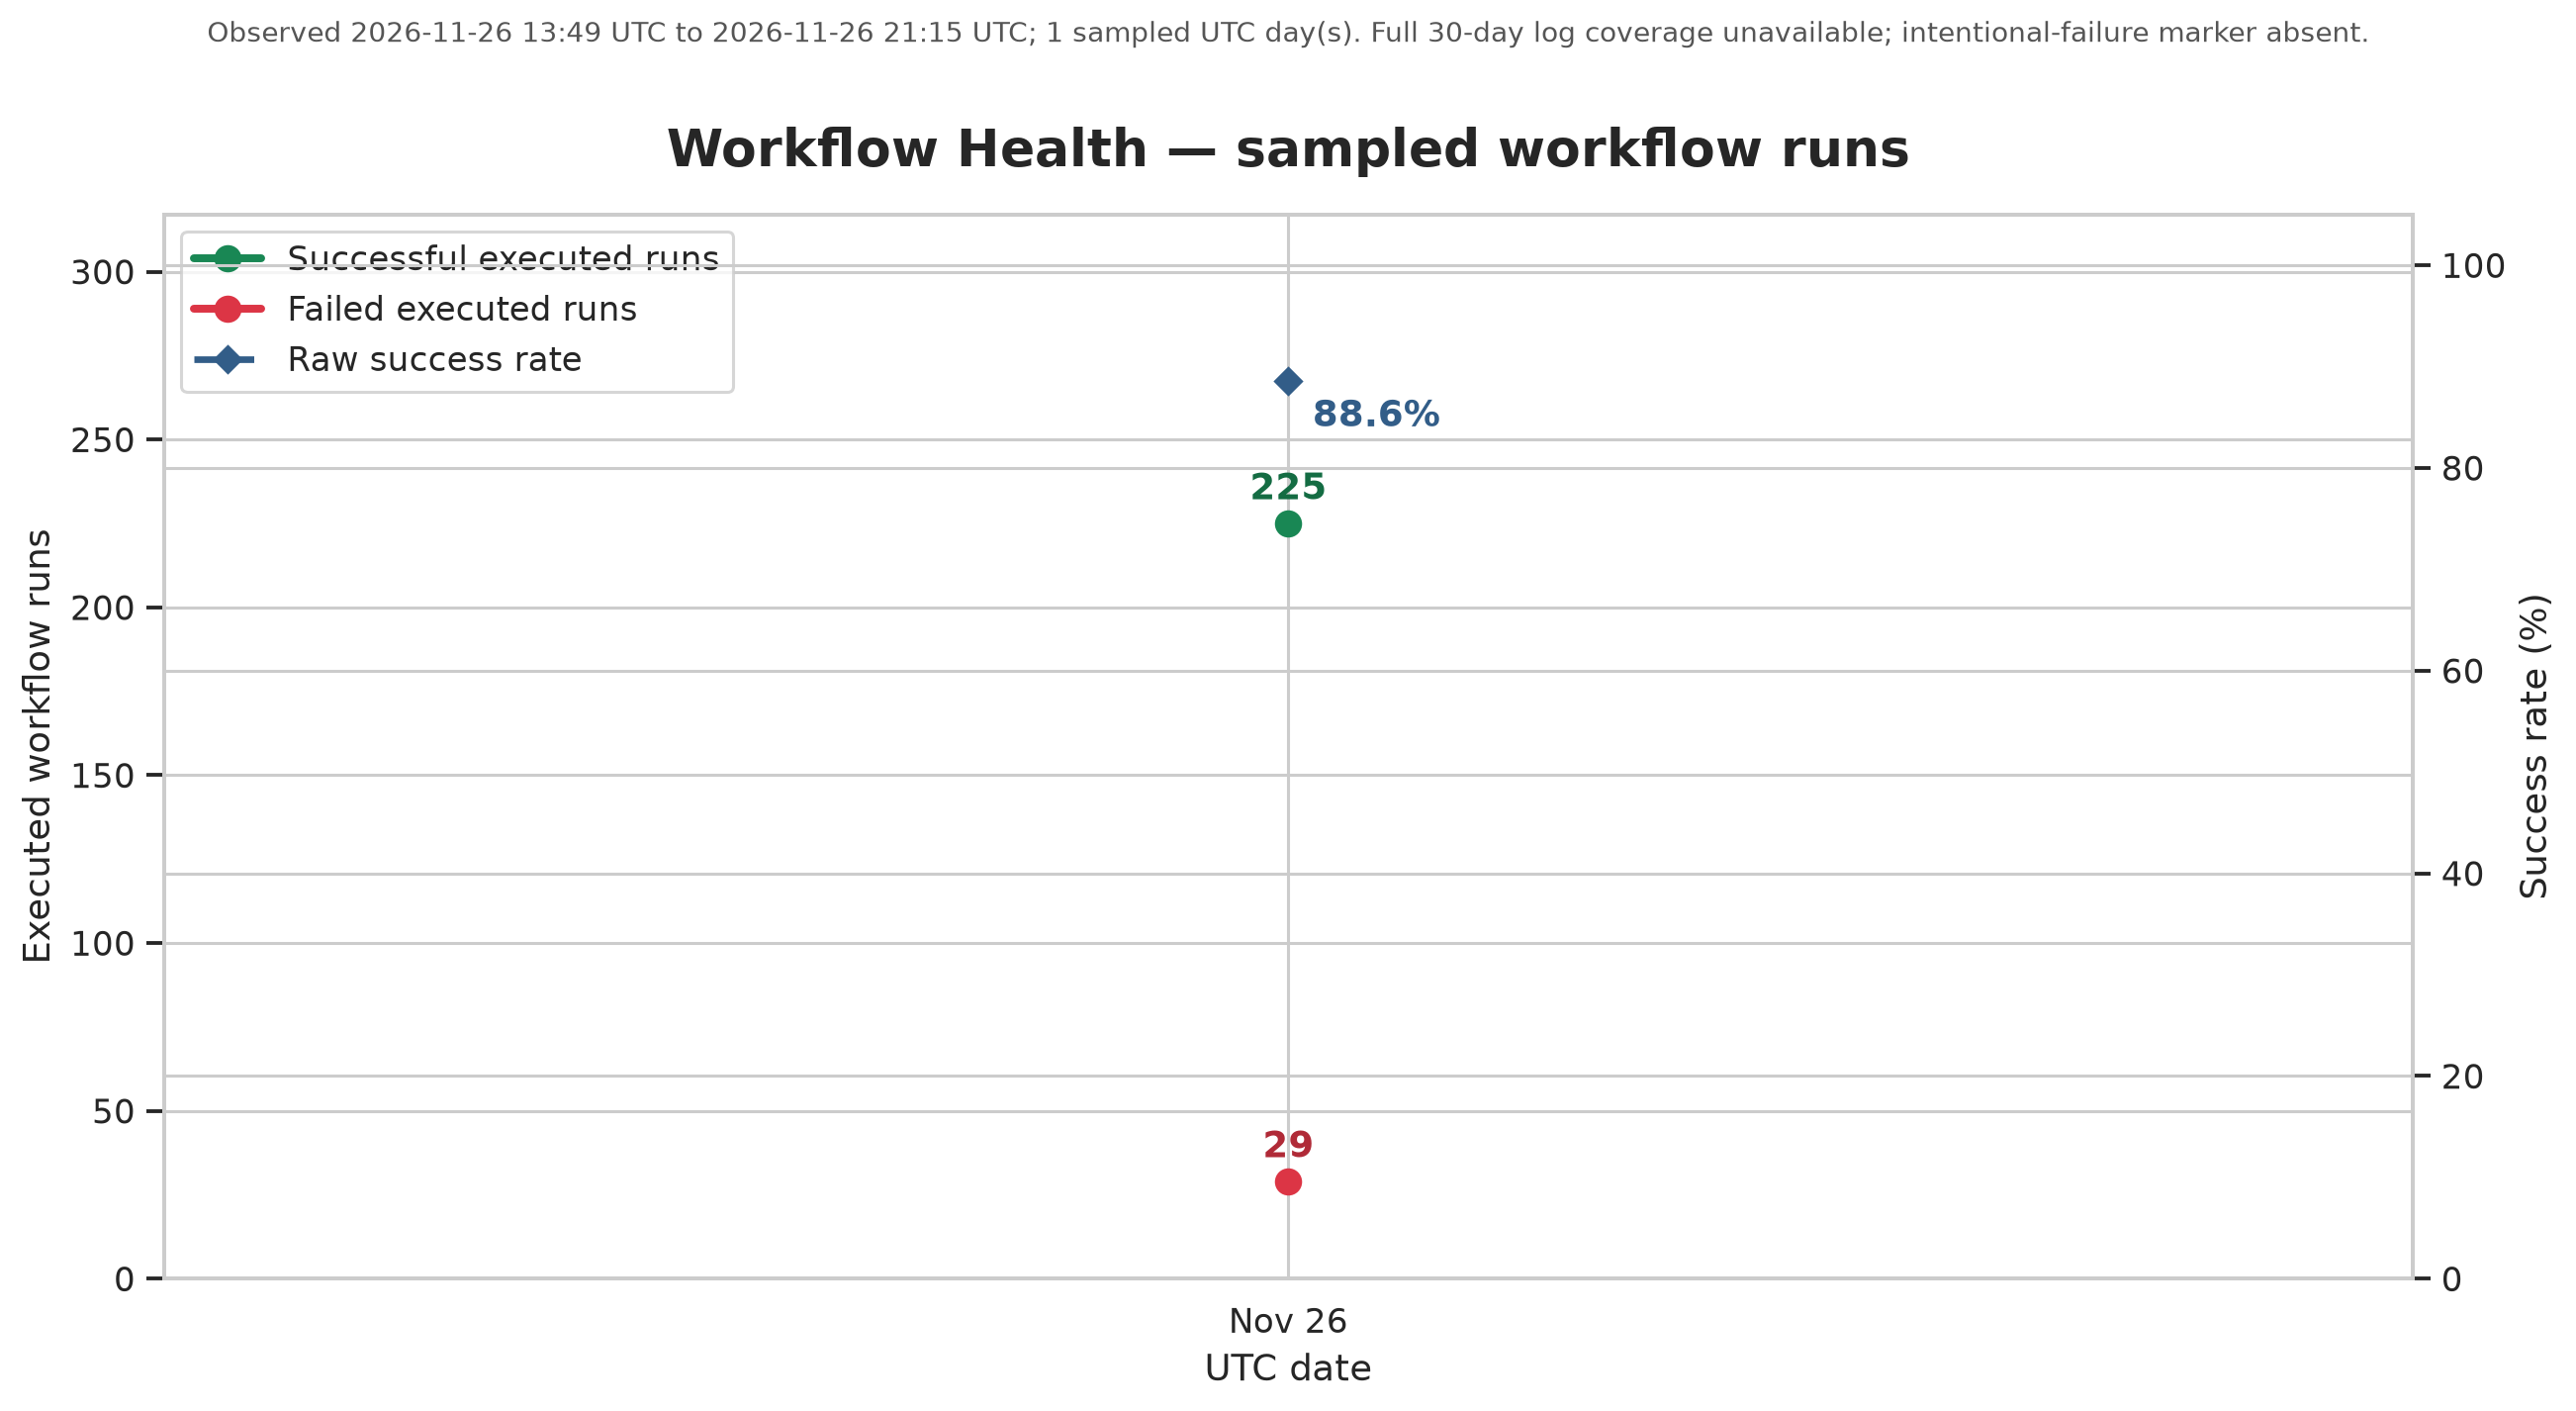 Observed 2026-11-26 13:49 UTC to 2026-11-26 21:15 UTC; 1 sampled UTC day(s). Full 30-day log coverage unavailable; intentional-failure marker absent.
Workflow Health — sampled workflow runs
Successful executed runs
Failed executed runs
Raw success rate
300
250
200
150
100
50
0
Executed workflow runs
88.6%
225
29
100
80
60
40
20
0
Success rate (%)
Nov 26
UTC date